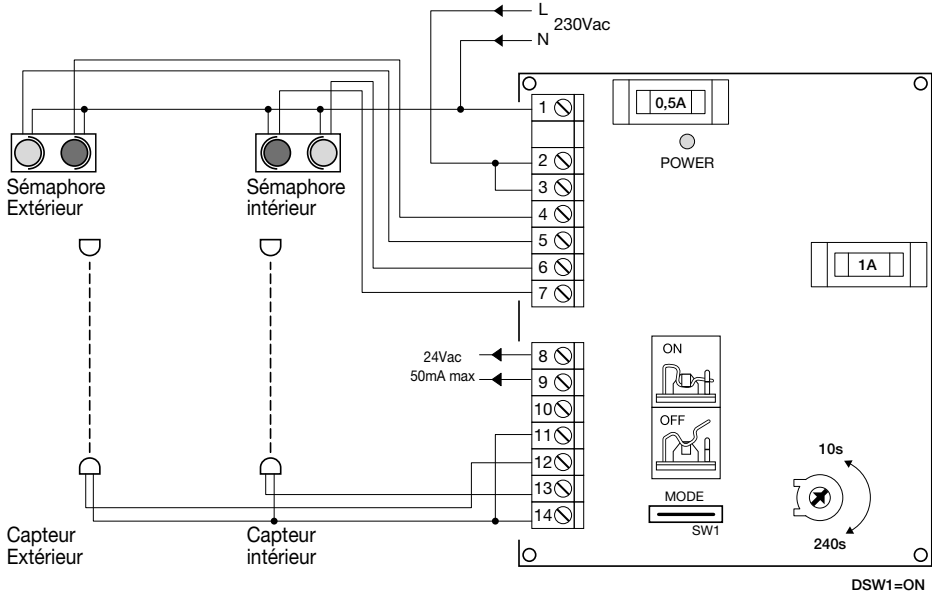 L
230Vac
N
0,5A
POWER
1
2
3
4
5
6
7
Sémaphore
Extérieur
Sémaphore
intérieur
1A
24Vac
50mA max
8
9
10
11
12
13
14
ON
OFF
MODE
SW1
10s
240s
Capteur
Extérieur
Capteur
intérieur
DSW1=ON